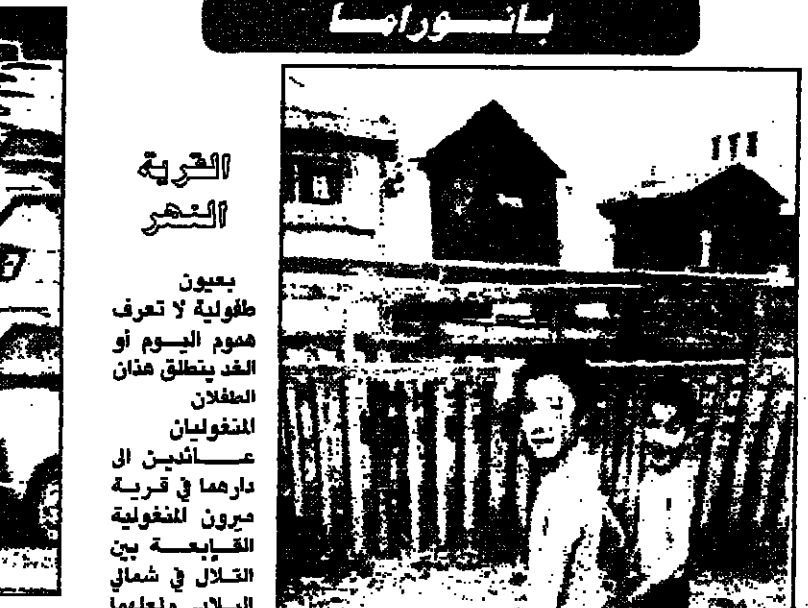 بانوراما
القرية
النهر
بعيون
طفولية لا تعرف
هموم اليوم أو
الغد ينطلق هذان
الطفلان
المنغوليان
عائدين الى
دارهما في قرية
ميرون المنغولية
القابعة بين
التلال في شمالي